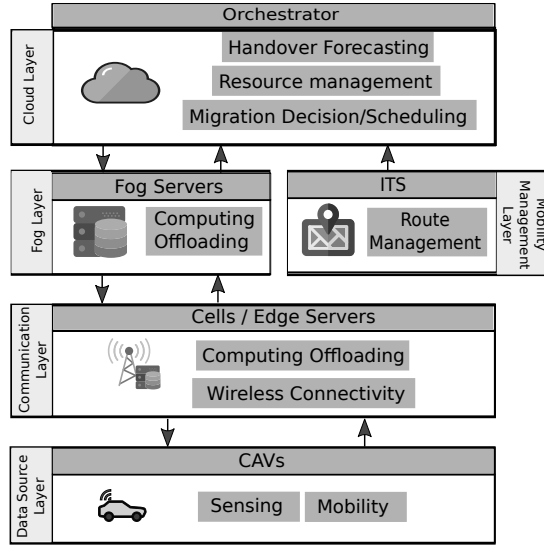 Orchestrator
Cloud Layer
Handover Forecasting
Resource management
Migration Decision/Scheduling
Fog Layer
Fog Servers
Computing
Offloading
ITS
Route
Management
Mobility
Management
Layer
Communication
Layer
Cells / Edge Servers
Computing Offloading
Wireless Connectivity
Data Source
Layer
CAVs
Sensing
Mobility